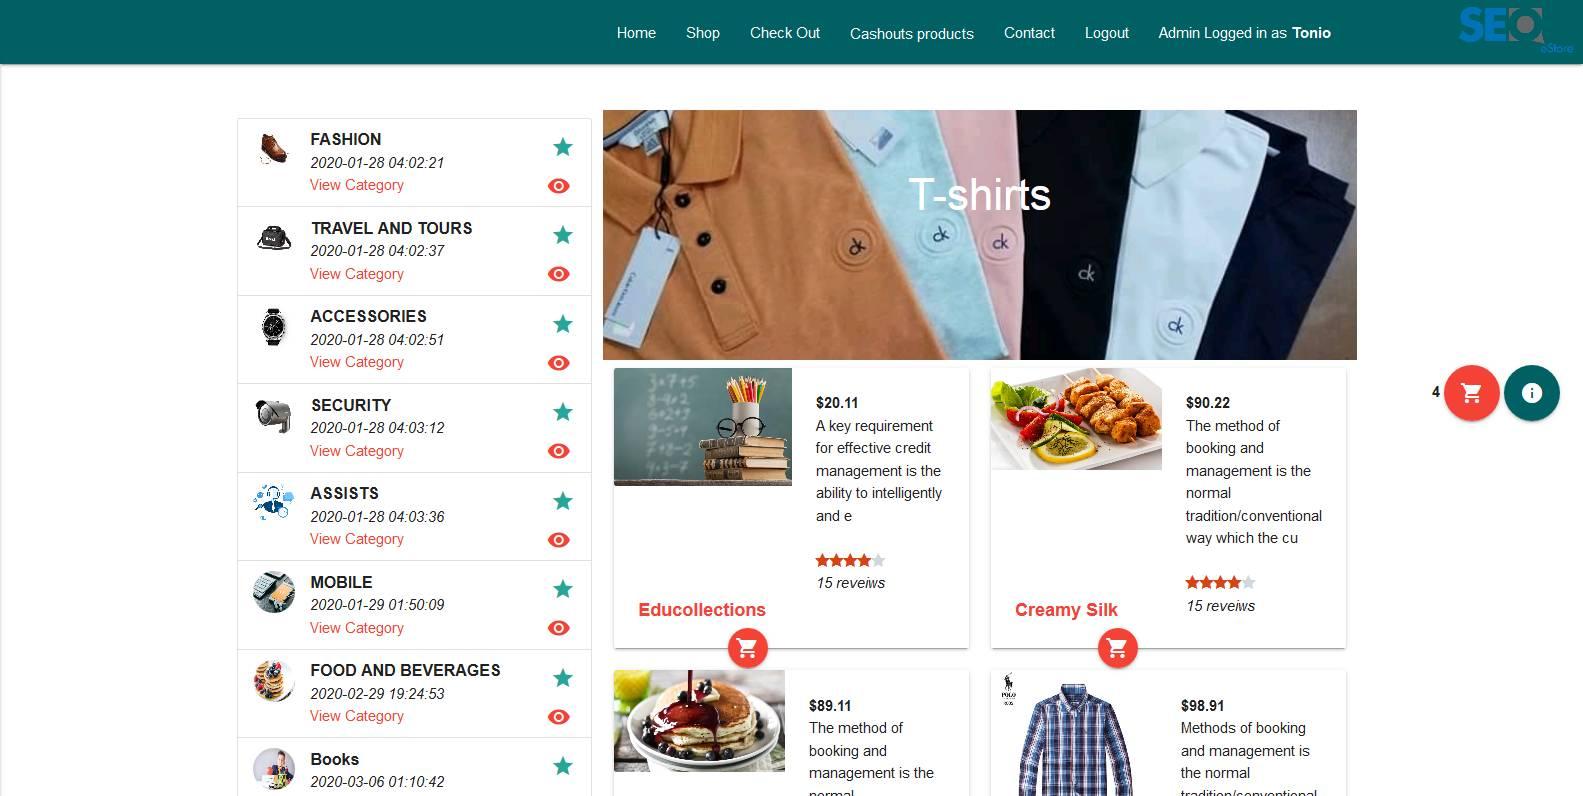 Home Shop Check Out Cashouts products Contact Logout Admin Logged in as Tonio
SEO
eStore
FASHION
2020-01-28 04:02:21
View Category
TRAVEL AND TOURS
2020-01-28 04:02:37
View Category
ACCESSORIES
2020-01-28 04:02:51
View Category
SECURITY
2020-01-28 04:03:12
View Category
ASSISTS
2020-01-28 04:03:36
View Category
MOBILE
2020-01-29 01:50:09
View Category
FOOD AND BEVERAGES
2020-02-29 19:24:53
View Category
Books
2020-03-06 01:10:42
T-shirts
ck
ck
ck
ck
ck
$20.11
A key requirement
for effective credit
management is the
ability to intelligently
and e
15 reveiws
Educollections
$90.22
The method of
booking and
management is the
normal
tradition/conventional
way which the cu
15 reveiws
Creamy Silk
4
$89.11
The method of
booking and
management is the
normal
POLO
$98.91
Methods of booking
and management is
the normal
tradition/conventional